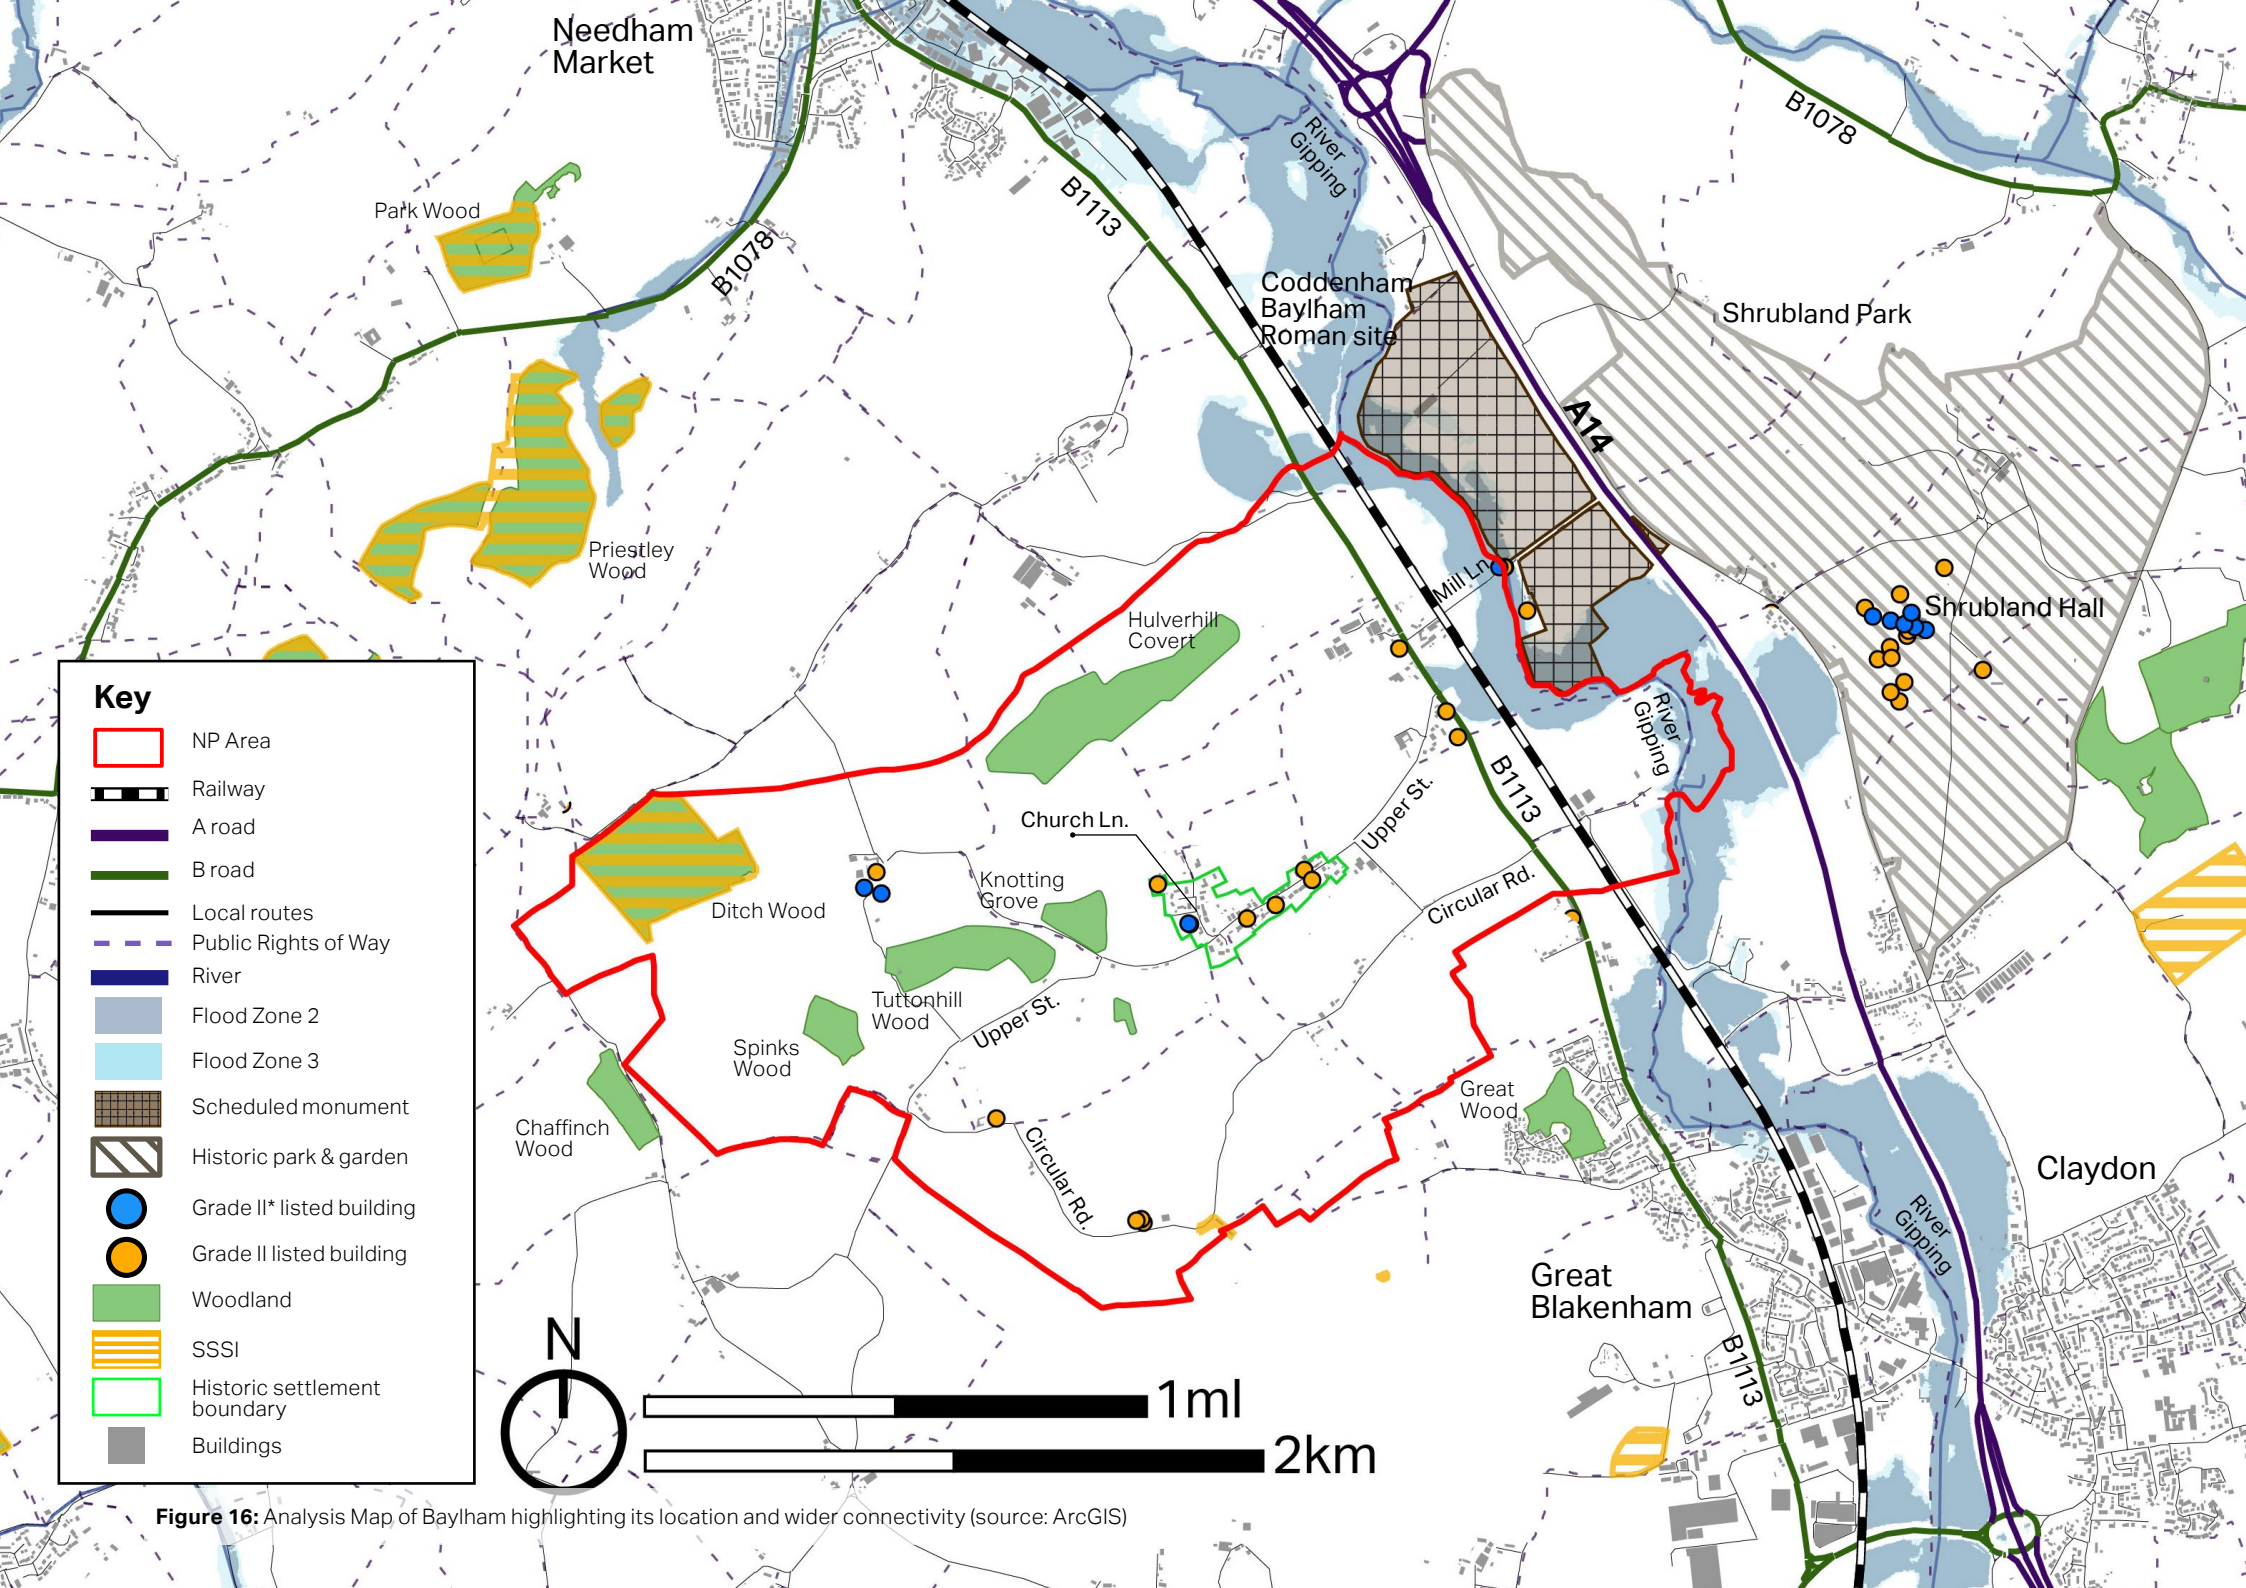 Needham
Market
B1078
River
Gipping
Park Wood
B1113
B1078
Coddenham
Baylham
Roman site
Shrubland Park
A14
Priestley
Wood
Mill Ln.
Hulverhill
Covert
Shrubland Hall
River
Gipping
B1113
Upper St.
Church Ln.
Knotting
Grove
Circular Rd.
Ditch Wood
Tuttonhill
Wood
Upper St.
Spinks
Wood
Great
Wood
Chaffinch
Wood
Circular Rd.
Claydon
River
Gipping
Great
Blakenham
B1113
Key
NP Area
Railway
A road
B road
Local routes
Public Rights of Way
River
Flood Zone 2
Flood Zone 3
Scheduled monument
Historic park & garden
Grade II* listed building
Grade II listed building
Woodland
SSSI
Historic settlement
boundary
Buildings
N
1ml
2km
Figure 16: Analysis Map of Baylham highlighting its location and wider connectivity (source: ArcGIS)